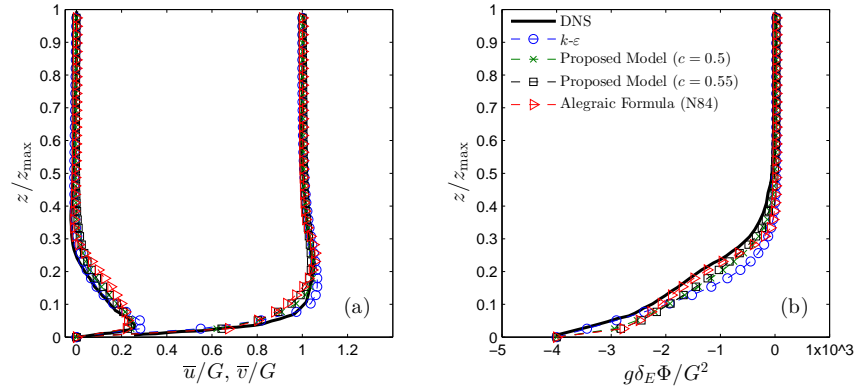 1
0.9
0.8
0.7
0.6
0.5
0.4
0.3
0.2
0.1
0
z/z_max
0 0.2 0.4 0.6 0.8 1 1.2
u̅/G, v̅/G
(a)
1
0.9
0.8
0.7
0.6
0.5
0.4
0.3
0.2
0.1
0
z/z_max
DNS
k-ε
Proposed Model (c = 0.5)
Proposed Model (c = 0.55)
Alegraic Formula (N84)
−5 −4 −3 −2 −1 0 1x10^3
gδ_EΦ/G²
(b)